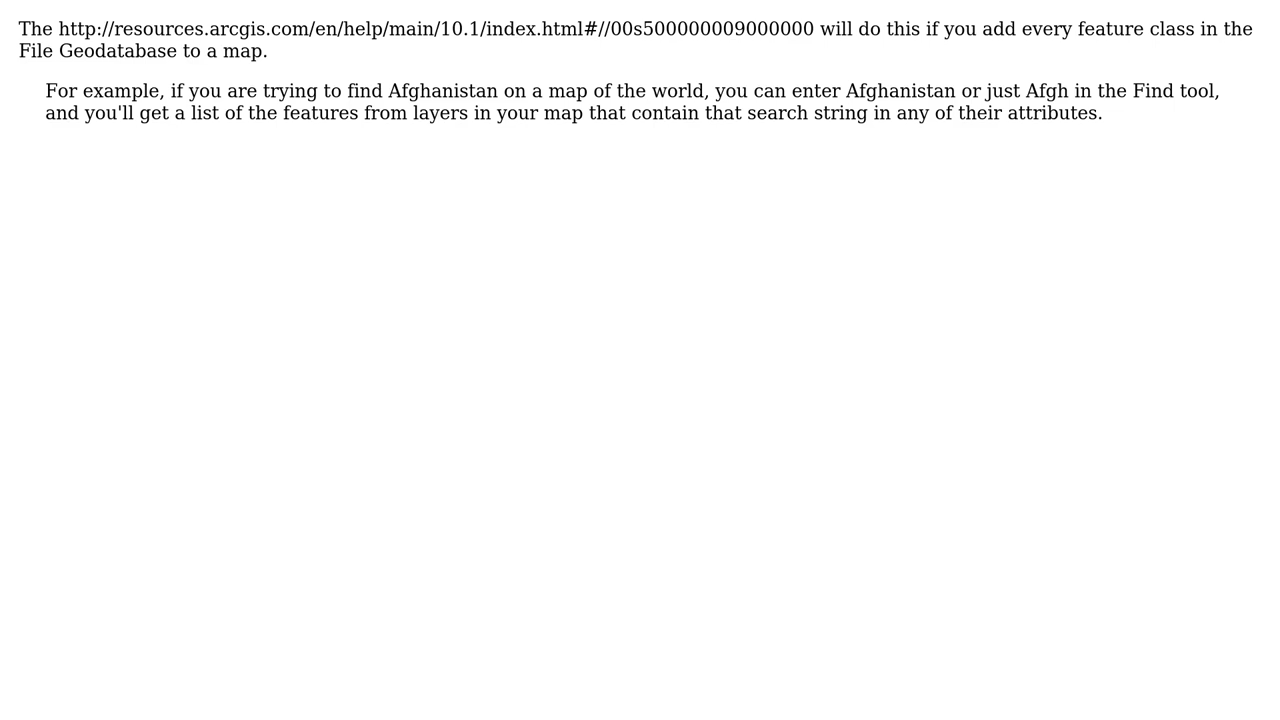 The http://resources.arcgis.com/en/help/main/10.1/index.html#//00s500000009000000 will do this if you add every feature class in the
File Geodatabase to a map.
For example, if you are trying to find Afghanistan on a map of the world, you can enter Afghanistan or just Afgh in the Find tool,
and you'll get a list of the features from layers in your map that contain that search string in any of their attributes.